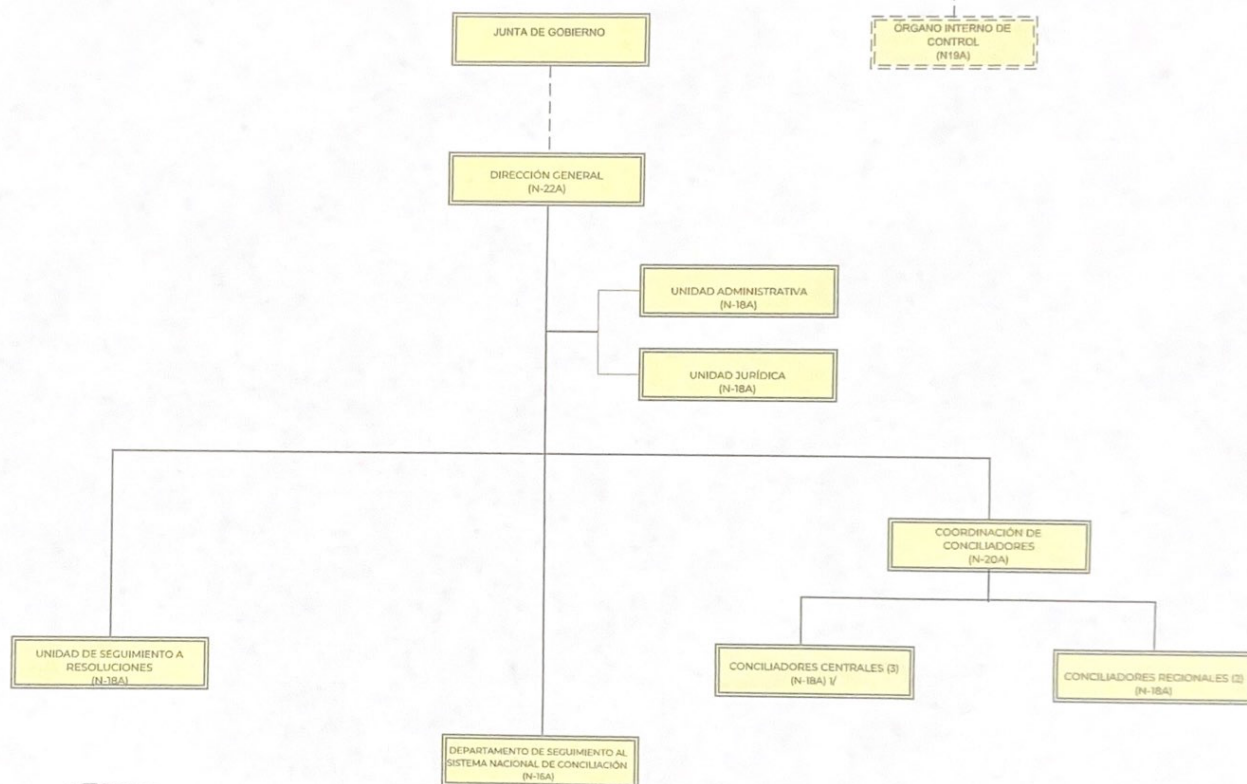 JUNTA DE GOBIERNO
ÓRGANO INTERNO DE
CONTROL
(N19A)
DIRECCIÓN GENERAL
(N-22A)
UNIDAD ADMINISTRATIVA
(N-18A)
UNIDAD JURÍDICA
(N-18A)
COORDINACIÓN DE
CONCILIADORES
(N-20A)
UNIDAD DE SEGUIMIENTO A
RESOLUCIONES
(N-18A)
CONCILIADORES CENTRALES (3)
(N-18A) 1/
CONCILIADORES REGIONALES (2)
(N-18A)
DEPARTAMENTO DE SEGUIMIENTO AL
SISTEMA NACIONAL DE CONCILIACIÓN
(N-16A)